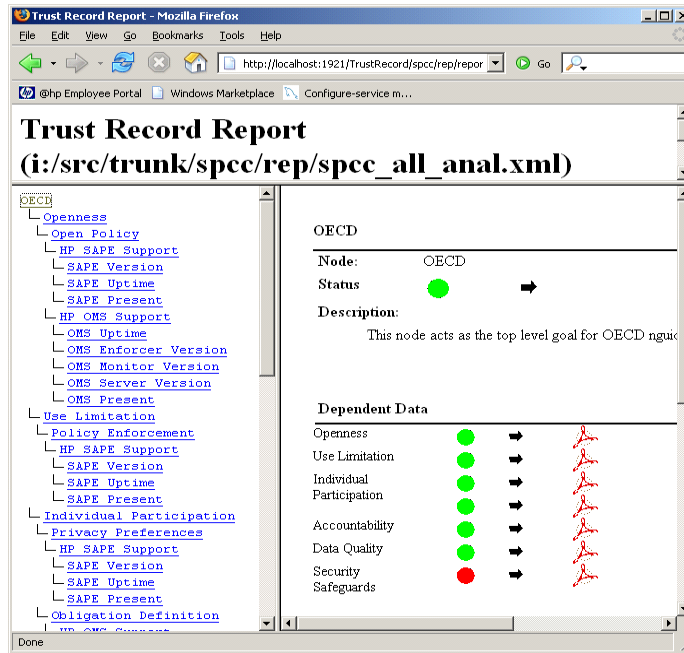 Trust Record Report - Mozilla Firefox
File Edit View Go Bookmarks Tools Help
http://localhost:1921/TrustRecord/spcc/rep/repor Go
@hp Employee Portal Windows Marketplace Configure-service m...
Trust Record Report
(i:/src/trunk/spcc/rep/spcc_all_anal.xml)
OECD
Openness
Open Policy
HP SAPE Support
SAPE Version
SAPE Uptime
SAPE Present
HP OMS Support
OMS Uptime
OMS Enforcer Version
OMS Monitor Version
OMS Server Version
OMS Present
Use Limitation
Policy Enforcement
HP SAPE Support
SAPE Version
SAPE Uptime
SAPE Present
Individual Participation
Privacy Preferences
HP SAPE Support
SAPE Version
SAPE Uptime
SAPE Present
Obligation Definition
HP OMS Support
OECD
Node: OECD
Status
Description:
This node acts as the top level goal for OECD nguid
Dependent Data
Openness
Use Limitation
Individual
Participation
Accountability
Data Quality
Security
Safeguards
Done